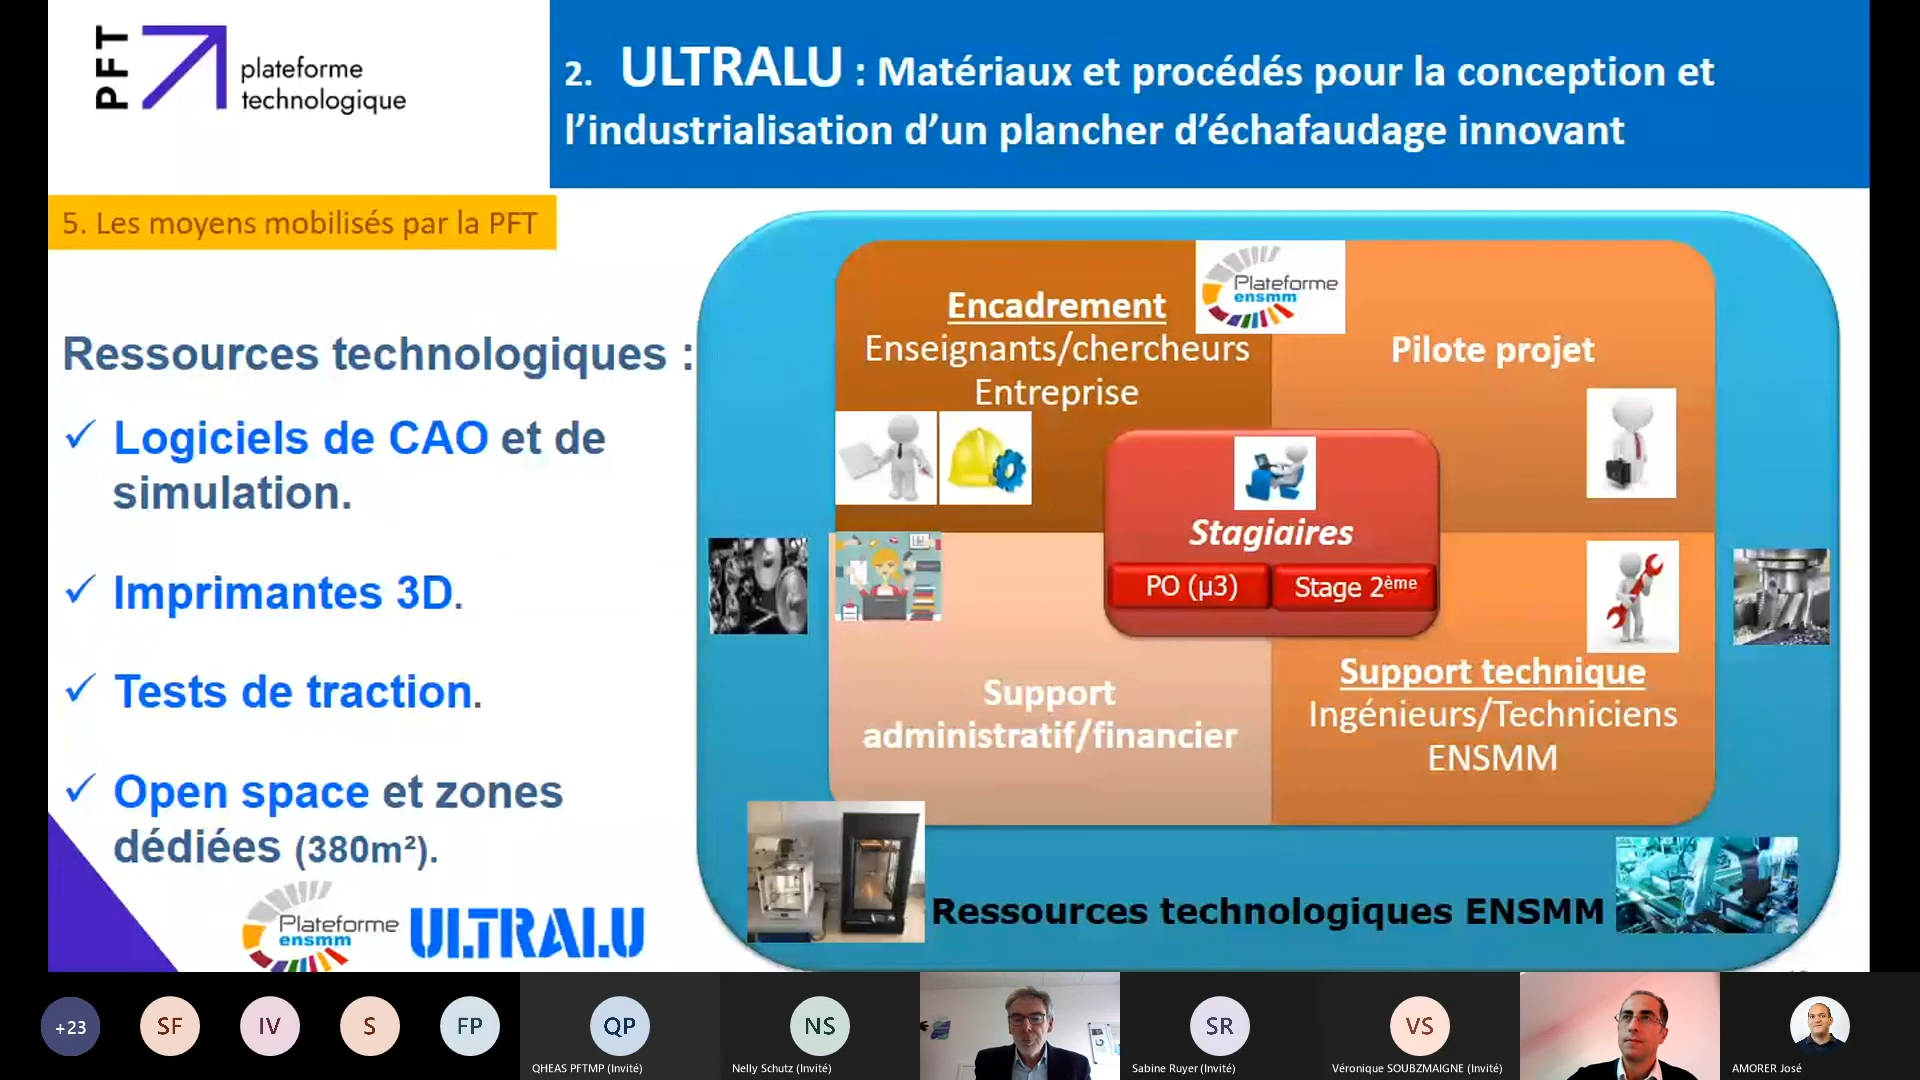 PFT
plateforme
technologique
2. ULTRALU : Matériaux et procédés pour la conception et
l'industrialisation d'un plancher d'échafaudage innovant
5. Les moyens mobilisés par la PFT
Ressources technologiques :
✓ Logiciels de CAO et de
simulation.
✓ Imprimantes 3D.
✓ Tests de traction.
✓ Open space et zones
dédiées (380m²).
Plateforme
ensmm
ULTRALU
Encadrement
Enseignants/chercheurs
Entreprise
Plateforme
ensmm
Pilote projet
Stagiaires
PO (µ3)
Stage 2ème
Support
administratif/financier
Support technique
Ingénieurs/Techniciens
ENSMM
Ressources technologiques ENSMM
+23
SF
IV
S
FP
QP
QHEAS PFTMP (Invité)
NS
Nelly Schutz (Invité)
SR
Sabine Ruyer (Invité)
VS
Véronique SOUBZMAIGNE (Invité)
AMORER José